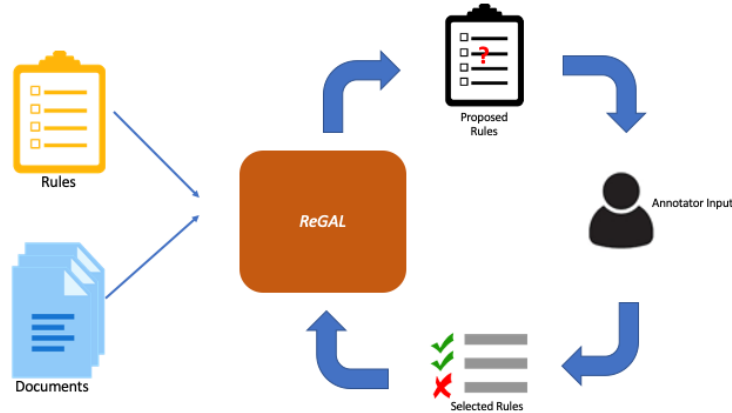 Rules
Documents
ReGAL
?
Proposed
Rules
Annotator Input
Selected Rules